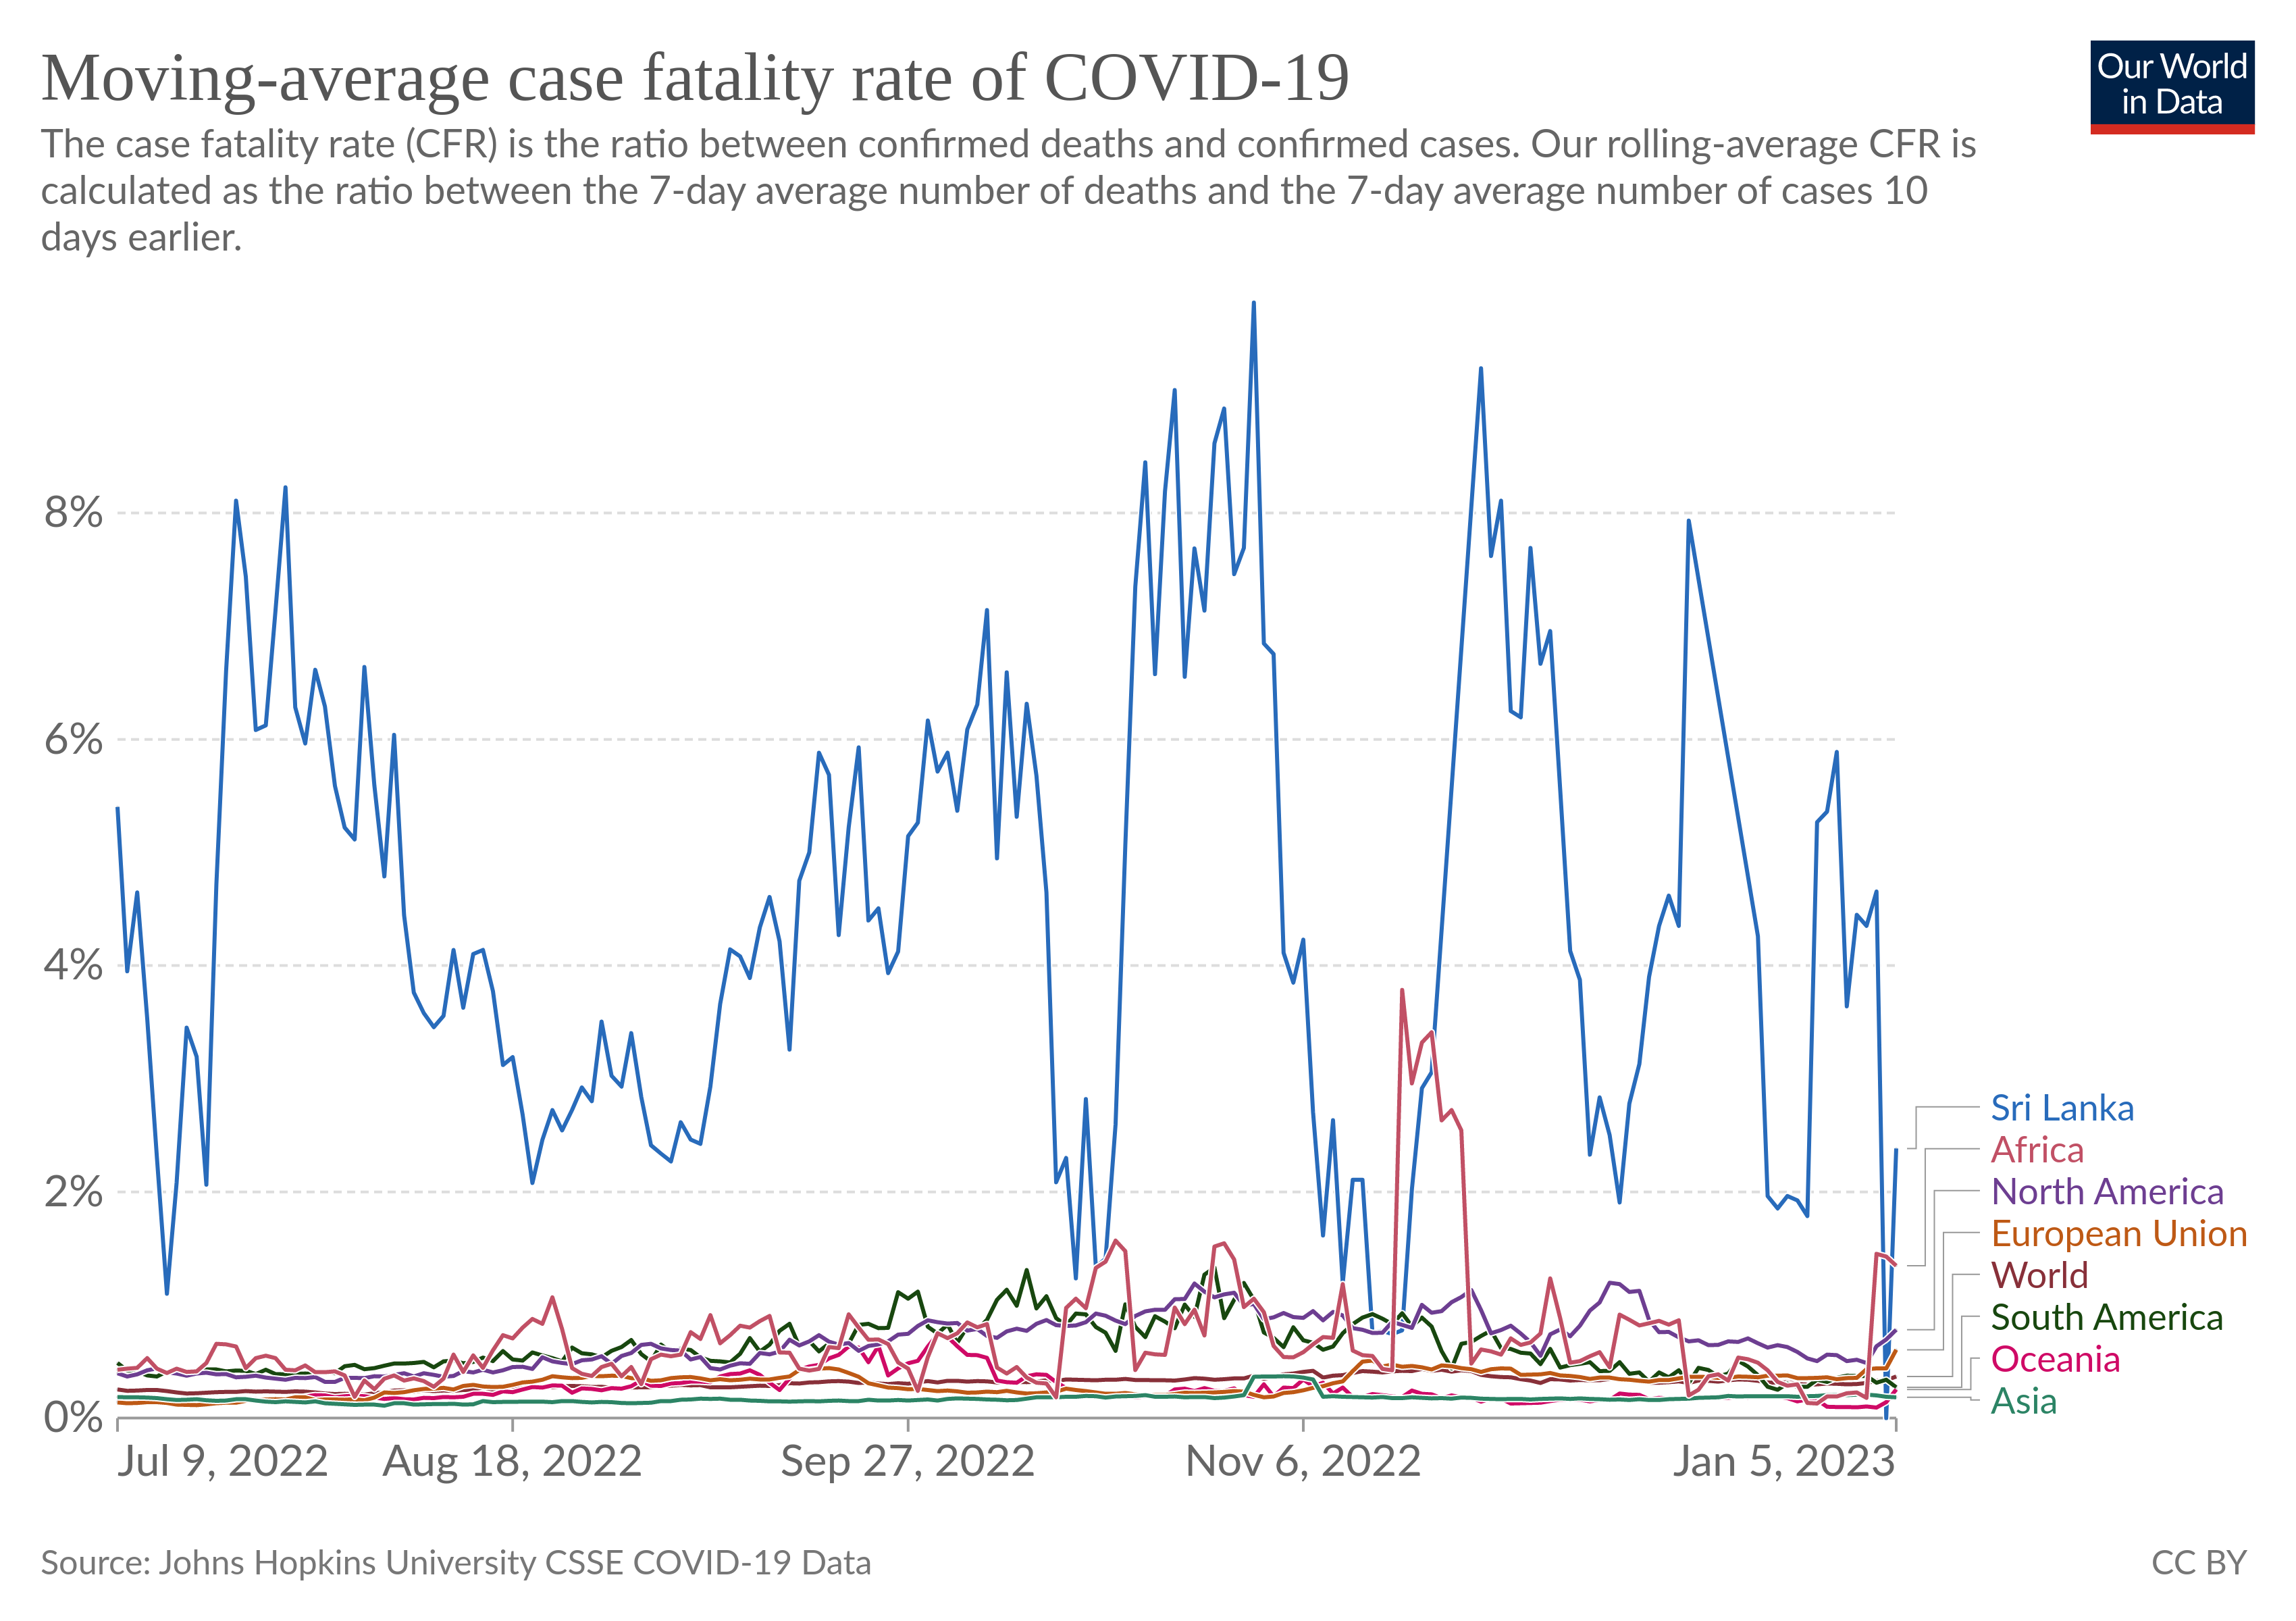 Moving-average case fatality rate of COVID-19
Our World
in Data
The case fatality rate (CFR) is the ratio between confirmed deaths and confirmed cases. Our rolling-average CFR is
calculated as the ratio between the 7-day average number of deaths and the 7-day average number of cases 10
days earlier.
8%
6%
4%
2%
0%
Sri Lanka
Africa
North America
European Union
World
South America
Oceania
Asia
Jul 9, 2022
Aug 18, 2022
Sep 27, 2022
Nov 6, 2022
Jan 5, 2023
Source: Johns Hopkins University CSSE COVID-19 Data
CC BY